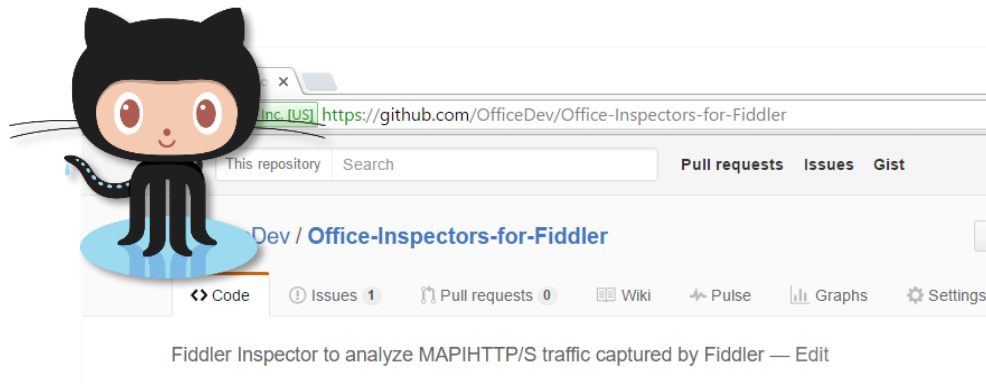 Inc. [US] https://github.com/OfficeDev/Office-Inspectors-for-Fiddler
This repository Search Pull requests Issues Gist
Dev / Office-Inspectors-for-Fiddler
Code Issues 1 Pull requests 0 Wiki Pulse Graphs Settings
Fiddler Inspector to analyze MAPIHTTP/S traffic captured by Fiddler — Edit